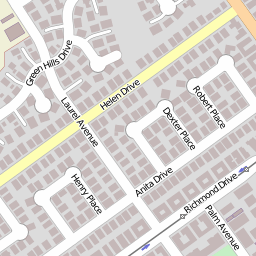 Green Hills Drive
Laurel Avenue
Helen Drive
Robert Place
Dexter Place
Henry Place
Anita Drive
Richmond Drive
Palm Avenue